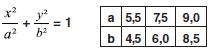 x²/a² + y²/b² = 1
a 5,5 7,5 9,0
b 4,5 6,0 8,5